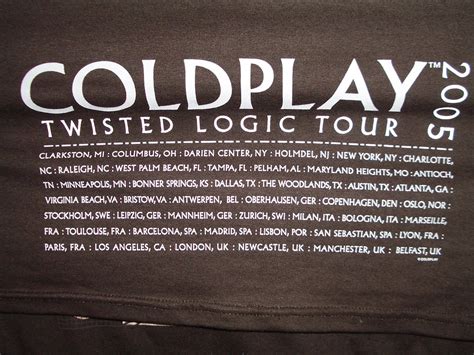 COLDPLAY™
2005
TWISTED LOGIC TOUR
CLARKSTON, MI : COLUMBUS, OH : DARIEN CENTER, NY : HOLMDEL, NJ : NEW YORK, NY : CHARLOTTE,
NC : RALEIGH, NC : WEST PALM BEACH, FL : TAMPA, FL : PELHAM, AL : MARYLAND HEIGHTS, MO : ANTIOCH,
TN : MINNEAPOLIS, MN : BONNER SPRINGS, KS : DALLAS, TX : THE WOODLANDS, TX : AUSTIN, TX : ATLANTA, GA :
VIRGINIA BEACH, VA : BRISTOW, VA : ANTWERPEN, BEL : OBERHAUSEN, GER : COPENHAGEN, DEN : OSLO, NOR :
STOCKHOLM, SWE : LEIPZIG, GER : MANNHEIM, GER : ZURICH, SWI : MILAN, ITA : BOLOGNA, ITA : MARSEILLE,
FRA : TOULOUSE, FRA : BARCELONA, SPA : MADRID, SPA : LISBON, POR : SAN SEBASTIAN, SPA : LYON, FRA :
PARIS, FRA : LOS ANGELES, CA : LONDON, UK : NEWCASTLE, UK : MANCHESTER, UK : BELFAST, UK
©COLDPLAY